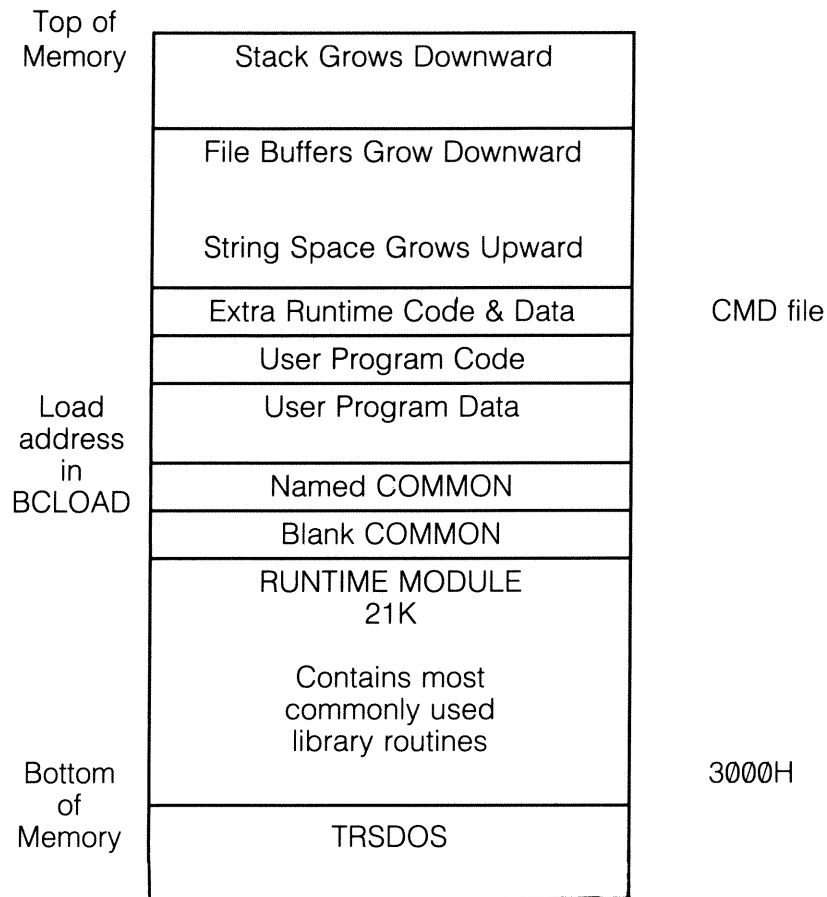 Top of
Memory
Stack Grows Downward
File Buffers Grow Downward
String Space Grows Upward
Extra Runtime Code & Data
CMD file
User Program Code
Load
address
in
BCLOAD
User Program Data
Named COMMON
Blank COMMON
RUNTIME MODULE
21K
Contains most
commonly used
library routines
Bottom
of
Memory
3000H
TRSDOS